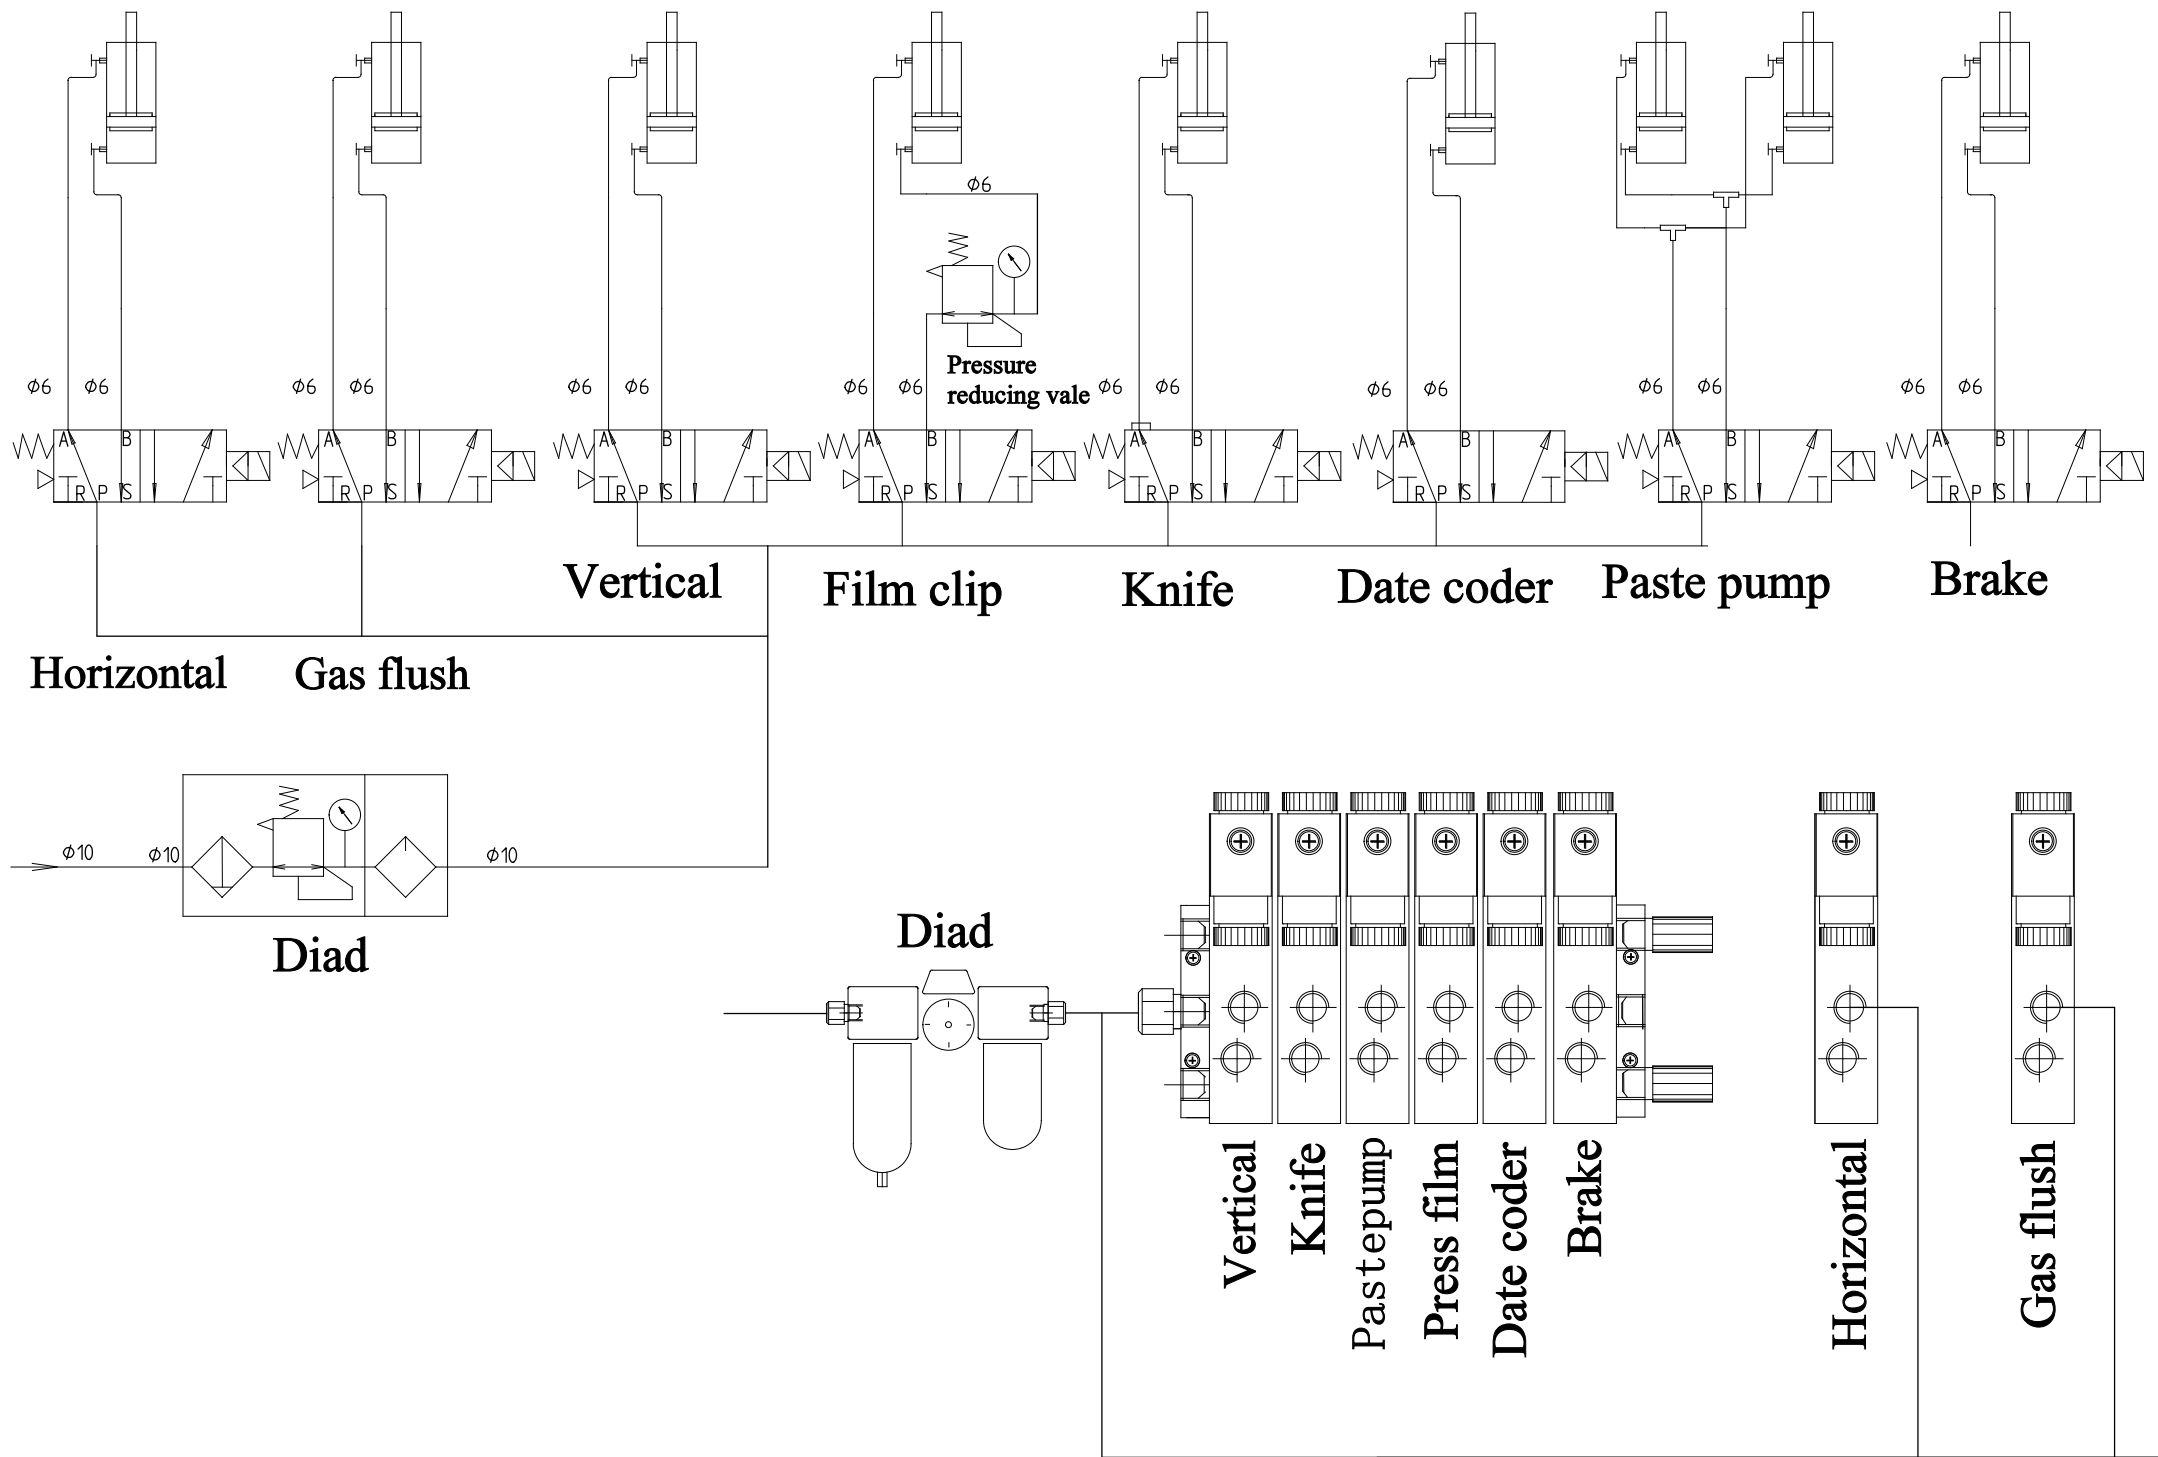 ϕ6
ϕ6 ϕ6 ϕ6 ϕ6 ϕ6 ϕ6 ϕ6 ϕ6 ϕ6 ϕ6 ϕ6 ϕ6 ϕ6 ϕ6 ϕ6 ϕ6
Pressure
reducing vale
A B A B A B A B A B A B A B A B
R P S R P S R P S R P S R P S R P S R P S R P S
Vertical
Film clip
Knife
Date coder
Paste pump
Brake
Horizontal
Gas flush
ϕ10 ϕ10 ϕ10
Diad
Diad
Vertical
Knife
Pastepump
Press film
Date coder
Brake
Horizontal
Gas flush